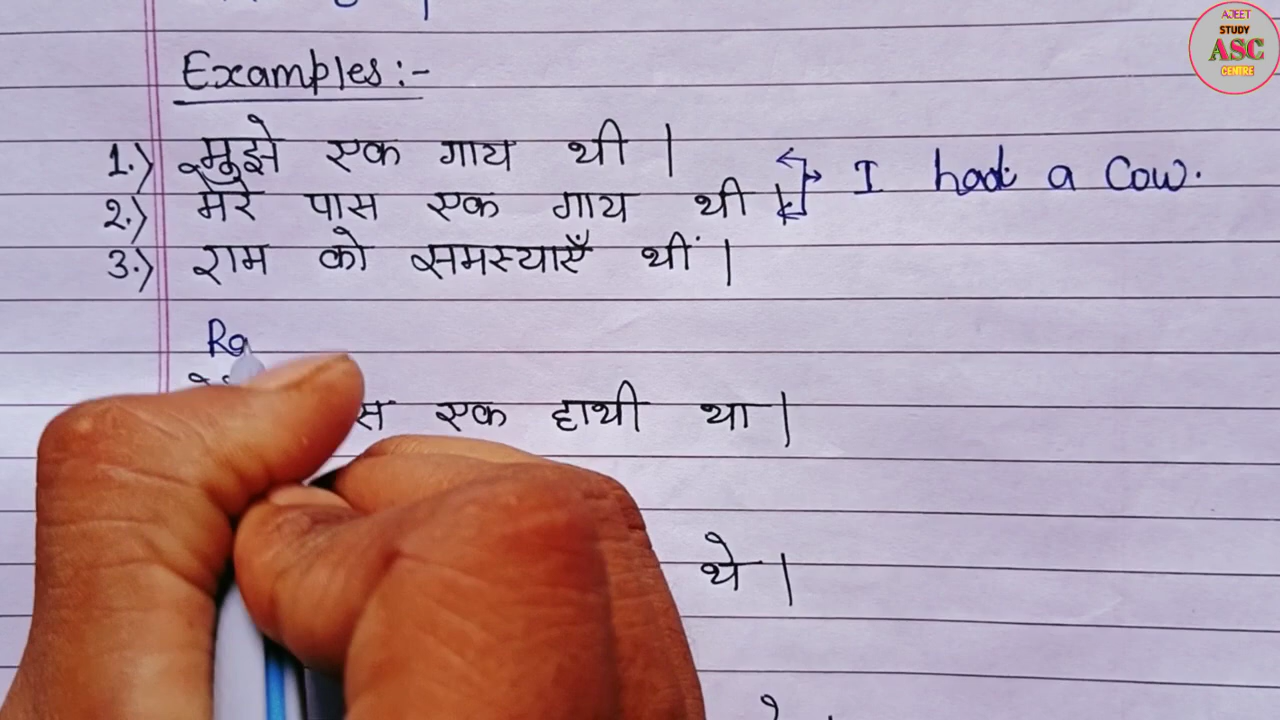 AJEET
STUDY
ASC
CENTRE
Examples:-
1.) मुझे एक गाय थी |
2.) मेरे पास एक गाय थी | I had a Cow.
3.) राम को समस्याएँ थीं |
Ra
एक हाथी था |
थे |